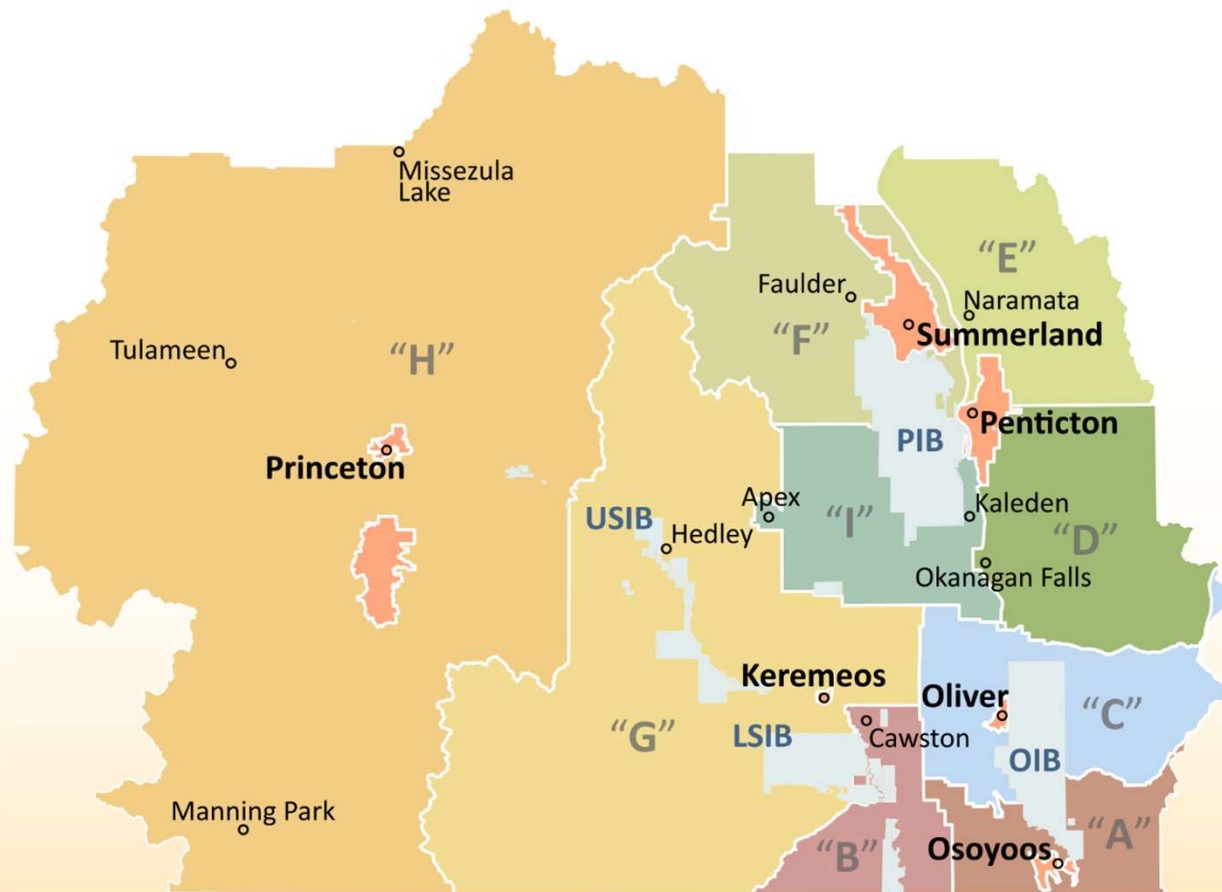 Missezula
Lake
"E"
Faulder
Naramata
"F"
Summerland
Tulameen
"H"
Penticton
PIB
Princeton
Apex
Kaleden
USIB
"I"
Hedley
"D"
Okanagan Falls
Keremeos
Oliver
"C"
"G"
LSIB
Cawston
OIB
Manning Park
"A"
"B"
Osoyoos